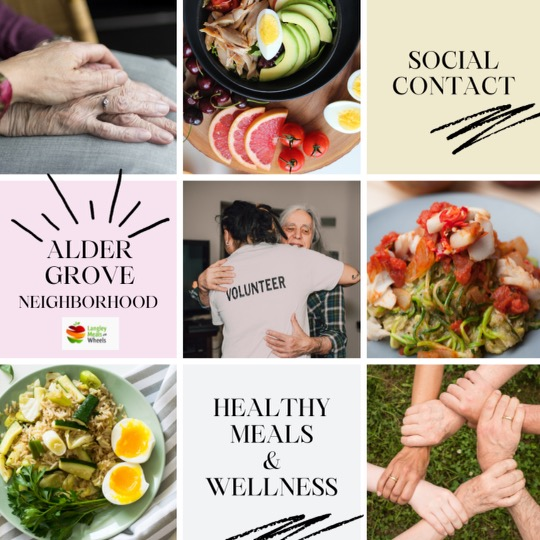 SOCIAL
CONTACT
ALDER
GROVE
NEIGHBORHOOD
Langley
Meals on
Wheels
VOLUNTEER
HEALTHY
MEALS
&
WELLNESS